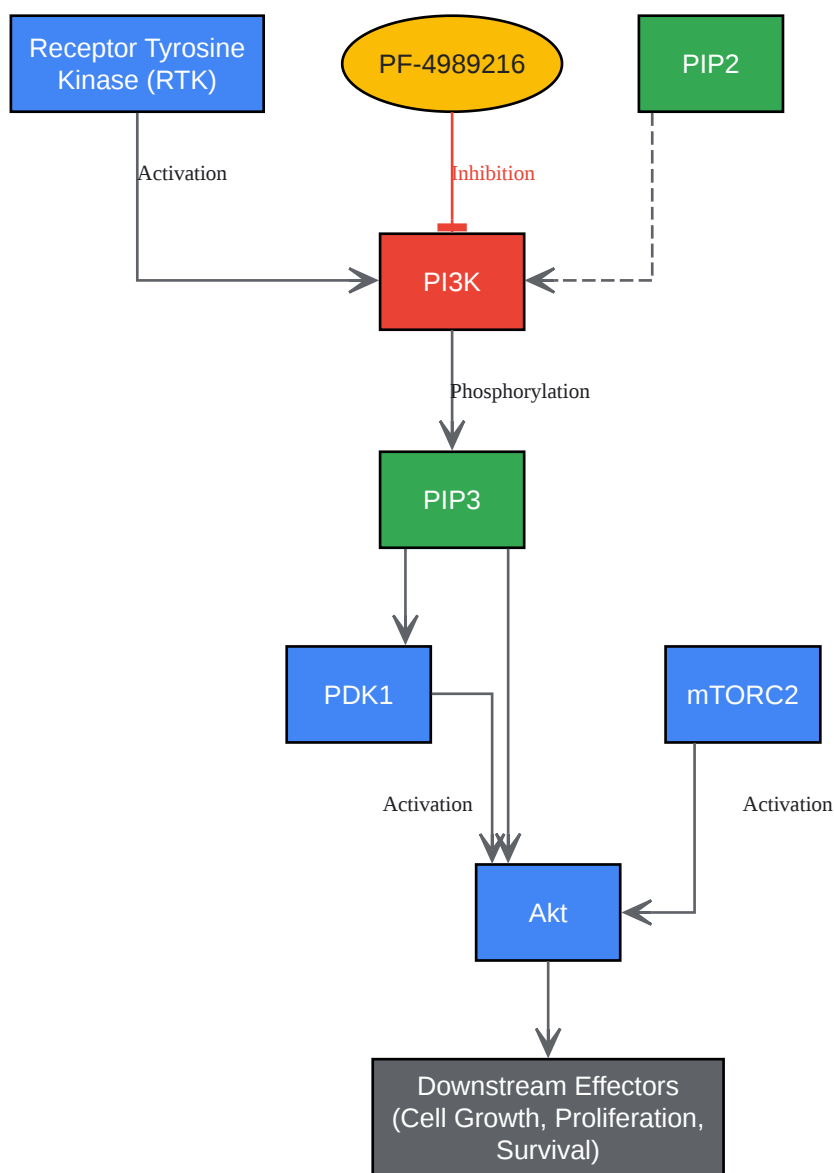 Receptor Tyrosine
Kinase (RTK)
PF-4989216
PIP2
Activation
Inhibition
PI3K
Phosphorylation
PIP3
PDK1
mTORC2
Activation
Activation
Akt
Downstream Effectors
(Cell Growth, Proliferation,
Survival)